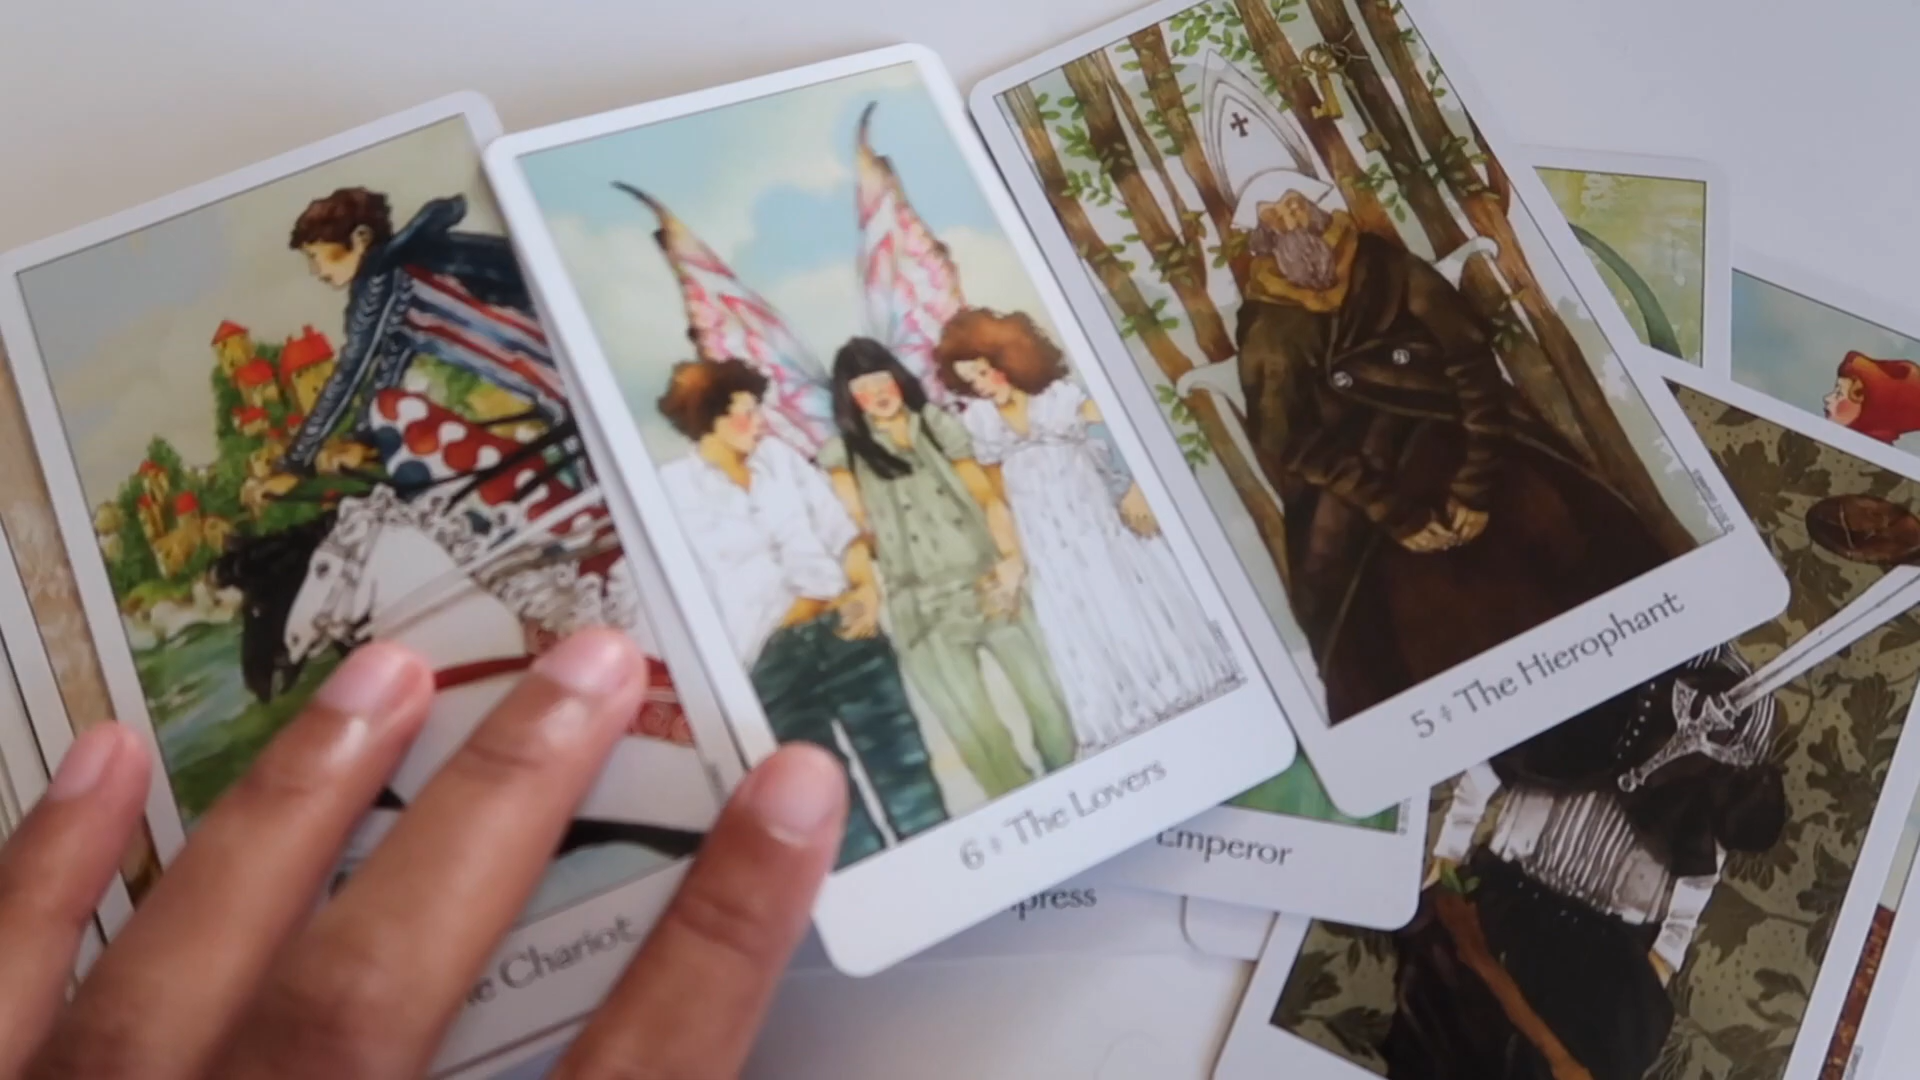 5 The Hierophant
6 The Lovers
Emperor
press
e Chariot